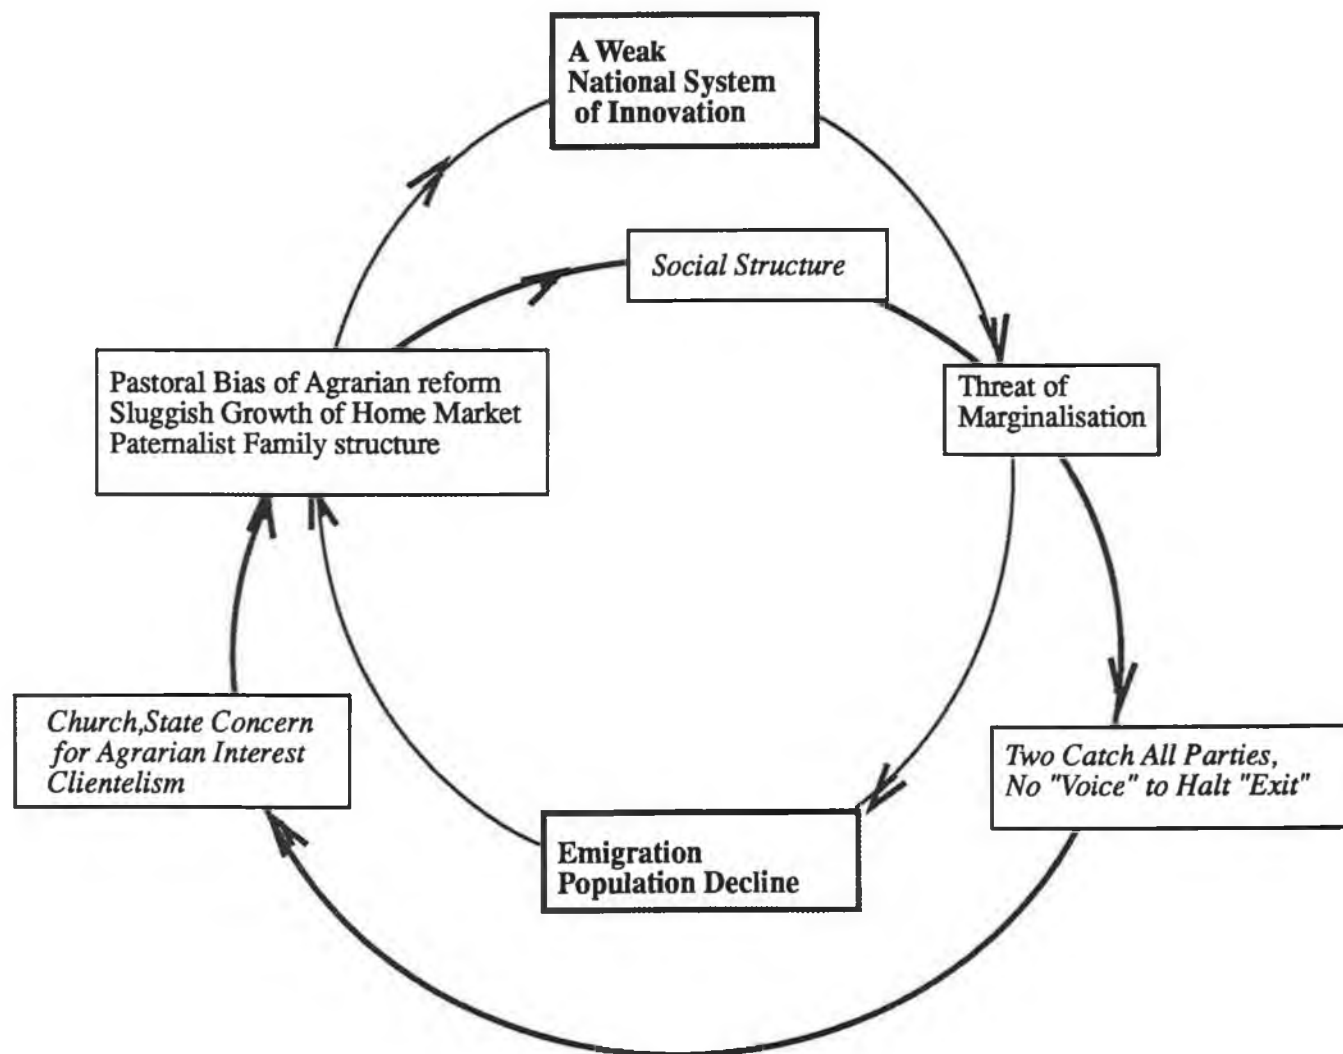 A Weak
National System
of Innovation
Social Structure
Pastoral Bias of Agrarian reform
Sluggish Growth of Home Market
Paternalist Family structure
Threat of
Marginalisation
Church,State Concern
for Agrarian Interest
Clientelism
Two Catch All Parties,
No "Voice" to Halt "Exit"
Emigration
Population Decline